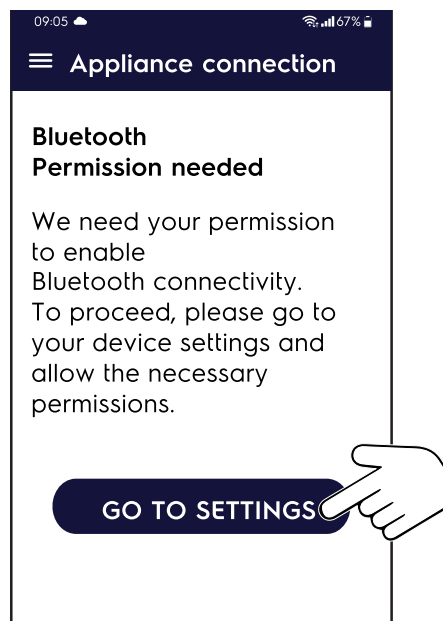 09:05 67%
Appliance connection
Bluetooth
Permission needed
We need your permission
to enable
Bluetooth connectivity.
To proceed, please go to
your device settings and
allow the necessary
permissions.
GO TO SETTINGS